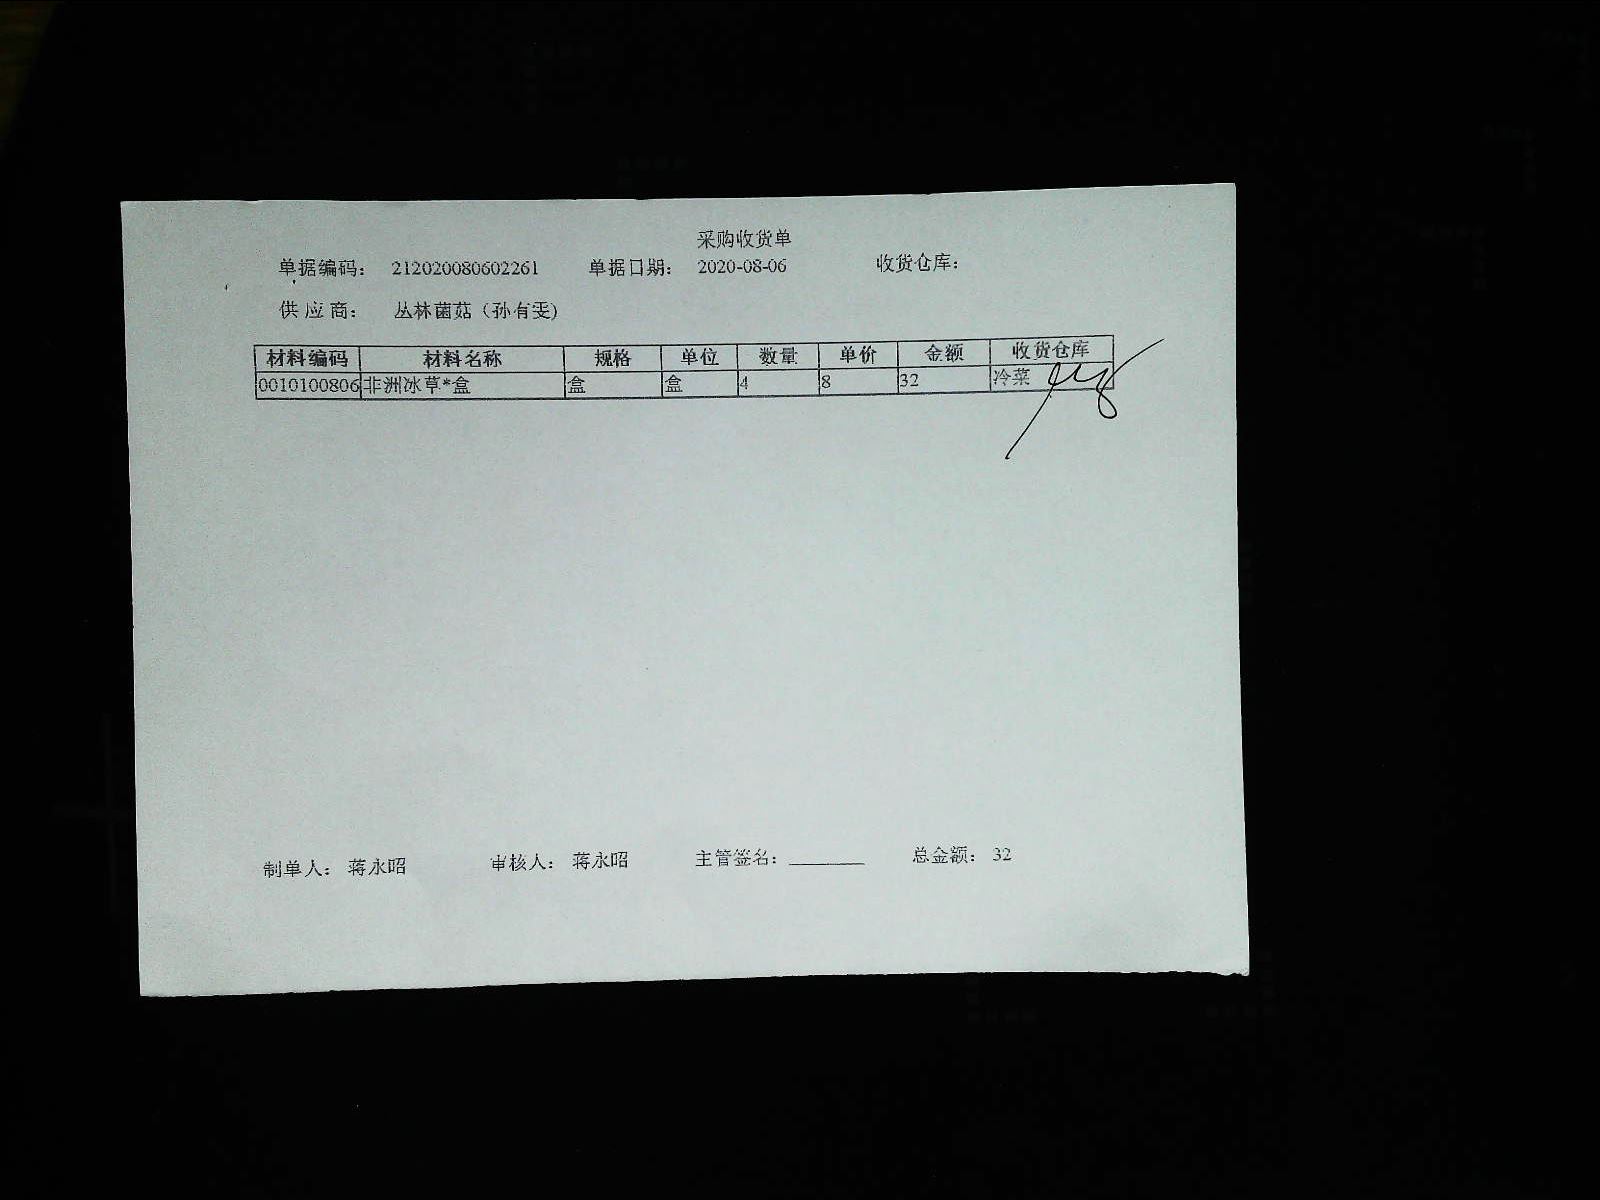 采购收货单
单据编码： 212020080602261 单据日期： 2020-08-06 收货仓库：
供应商： 丛林菌菇（孙有雯)
材料编码 材料名称 规格 单位 数量 单价 金额 收货仓库
0010100806 非洲冰草*盒 盒 盒 4 8 32 冷菜
制单人： 蒋永昭 审核人： 蒋永昭 主管签名： 总金额： 32